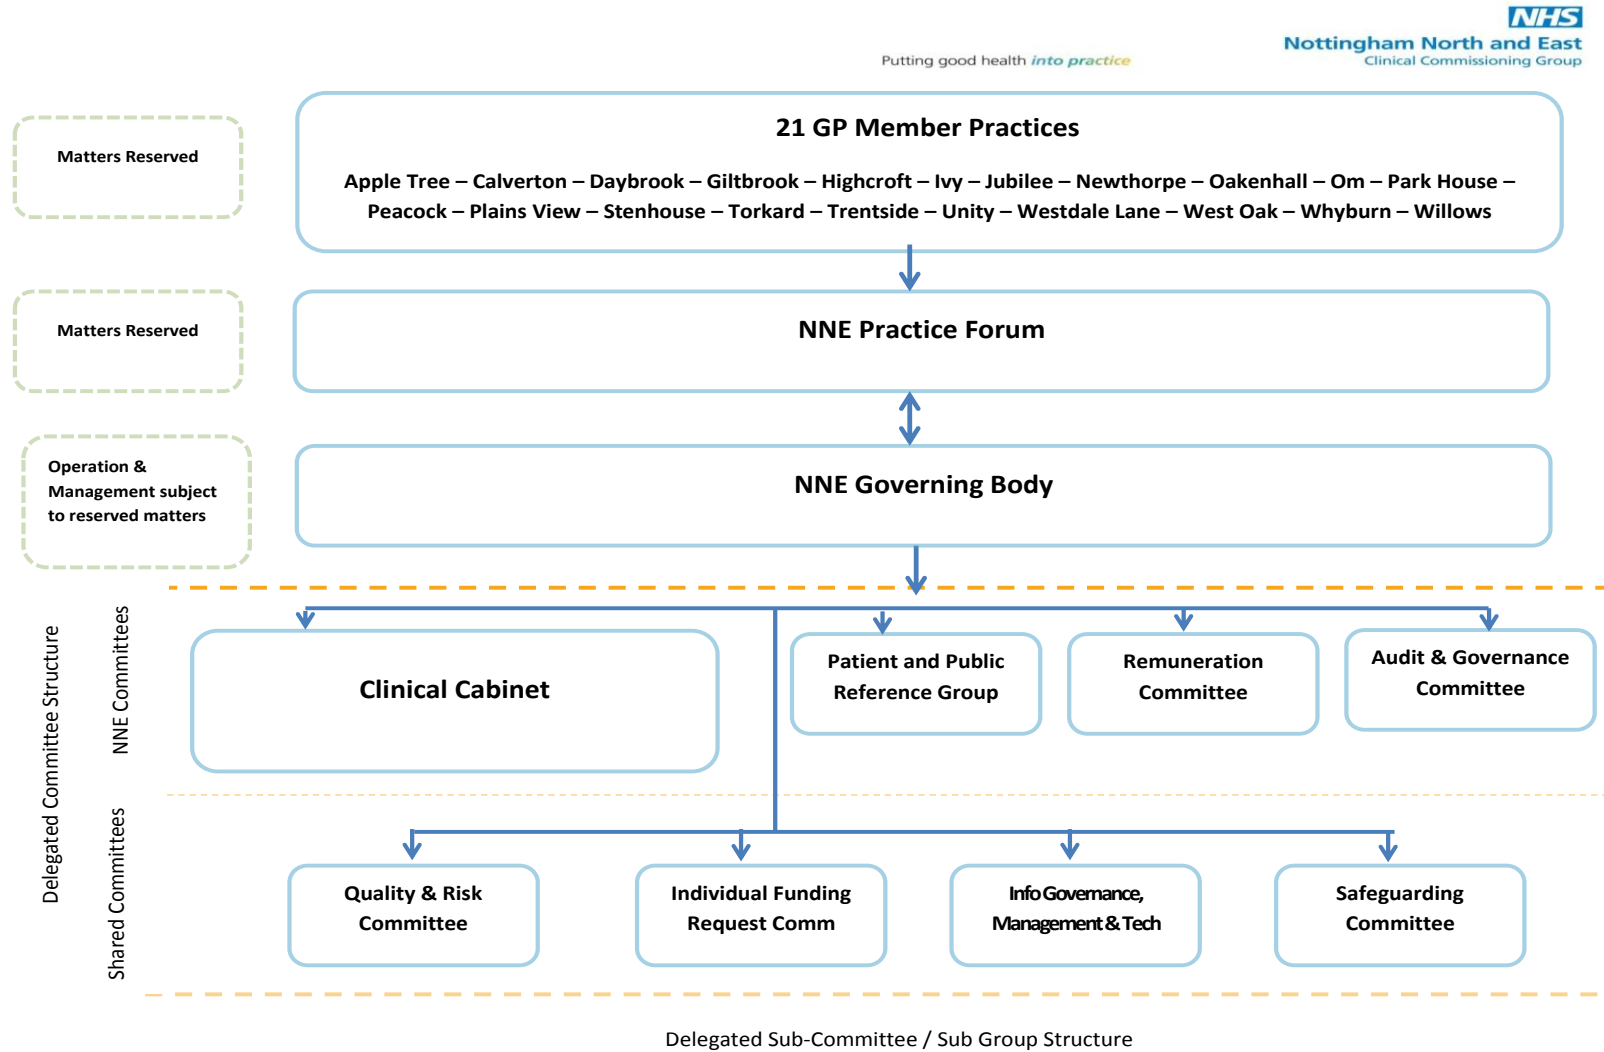 NHS
Nottingham North and East
Clinical Commissioning Group
Putting good health into practice
Matters Reserved
21 GP Member Practices
Apple Tree – Calverton – Daybrook – Giltbrook – Highcroft – Ivy – Jubilee – Newthorpe – Oakenhall – Om – Park House –
Peacock – Plains View – Stenhouse – Torkard – Trentside – Unity – Westdale Lane – West Oak – Whyburn – Willows
Matters Reserved
NNE Practice Forum
Operation &
Management subject
to reserved matters
NNE Governing Body
Delegated Committee Structure
NNE Committees
Clinical Cabinet
Patient and Public
Reference Group
Remuneration
Committee
Audit & Governance
Committee
Shared Committees
Quality & Risk
Committee
Individual Funding
Request Comm
Info Governance,
Management & Tech
Safeguarding
Committee
Delegated Sub-Committee / Sub Group Structure